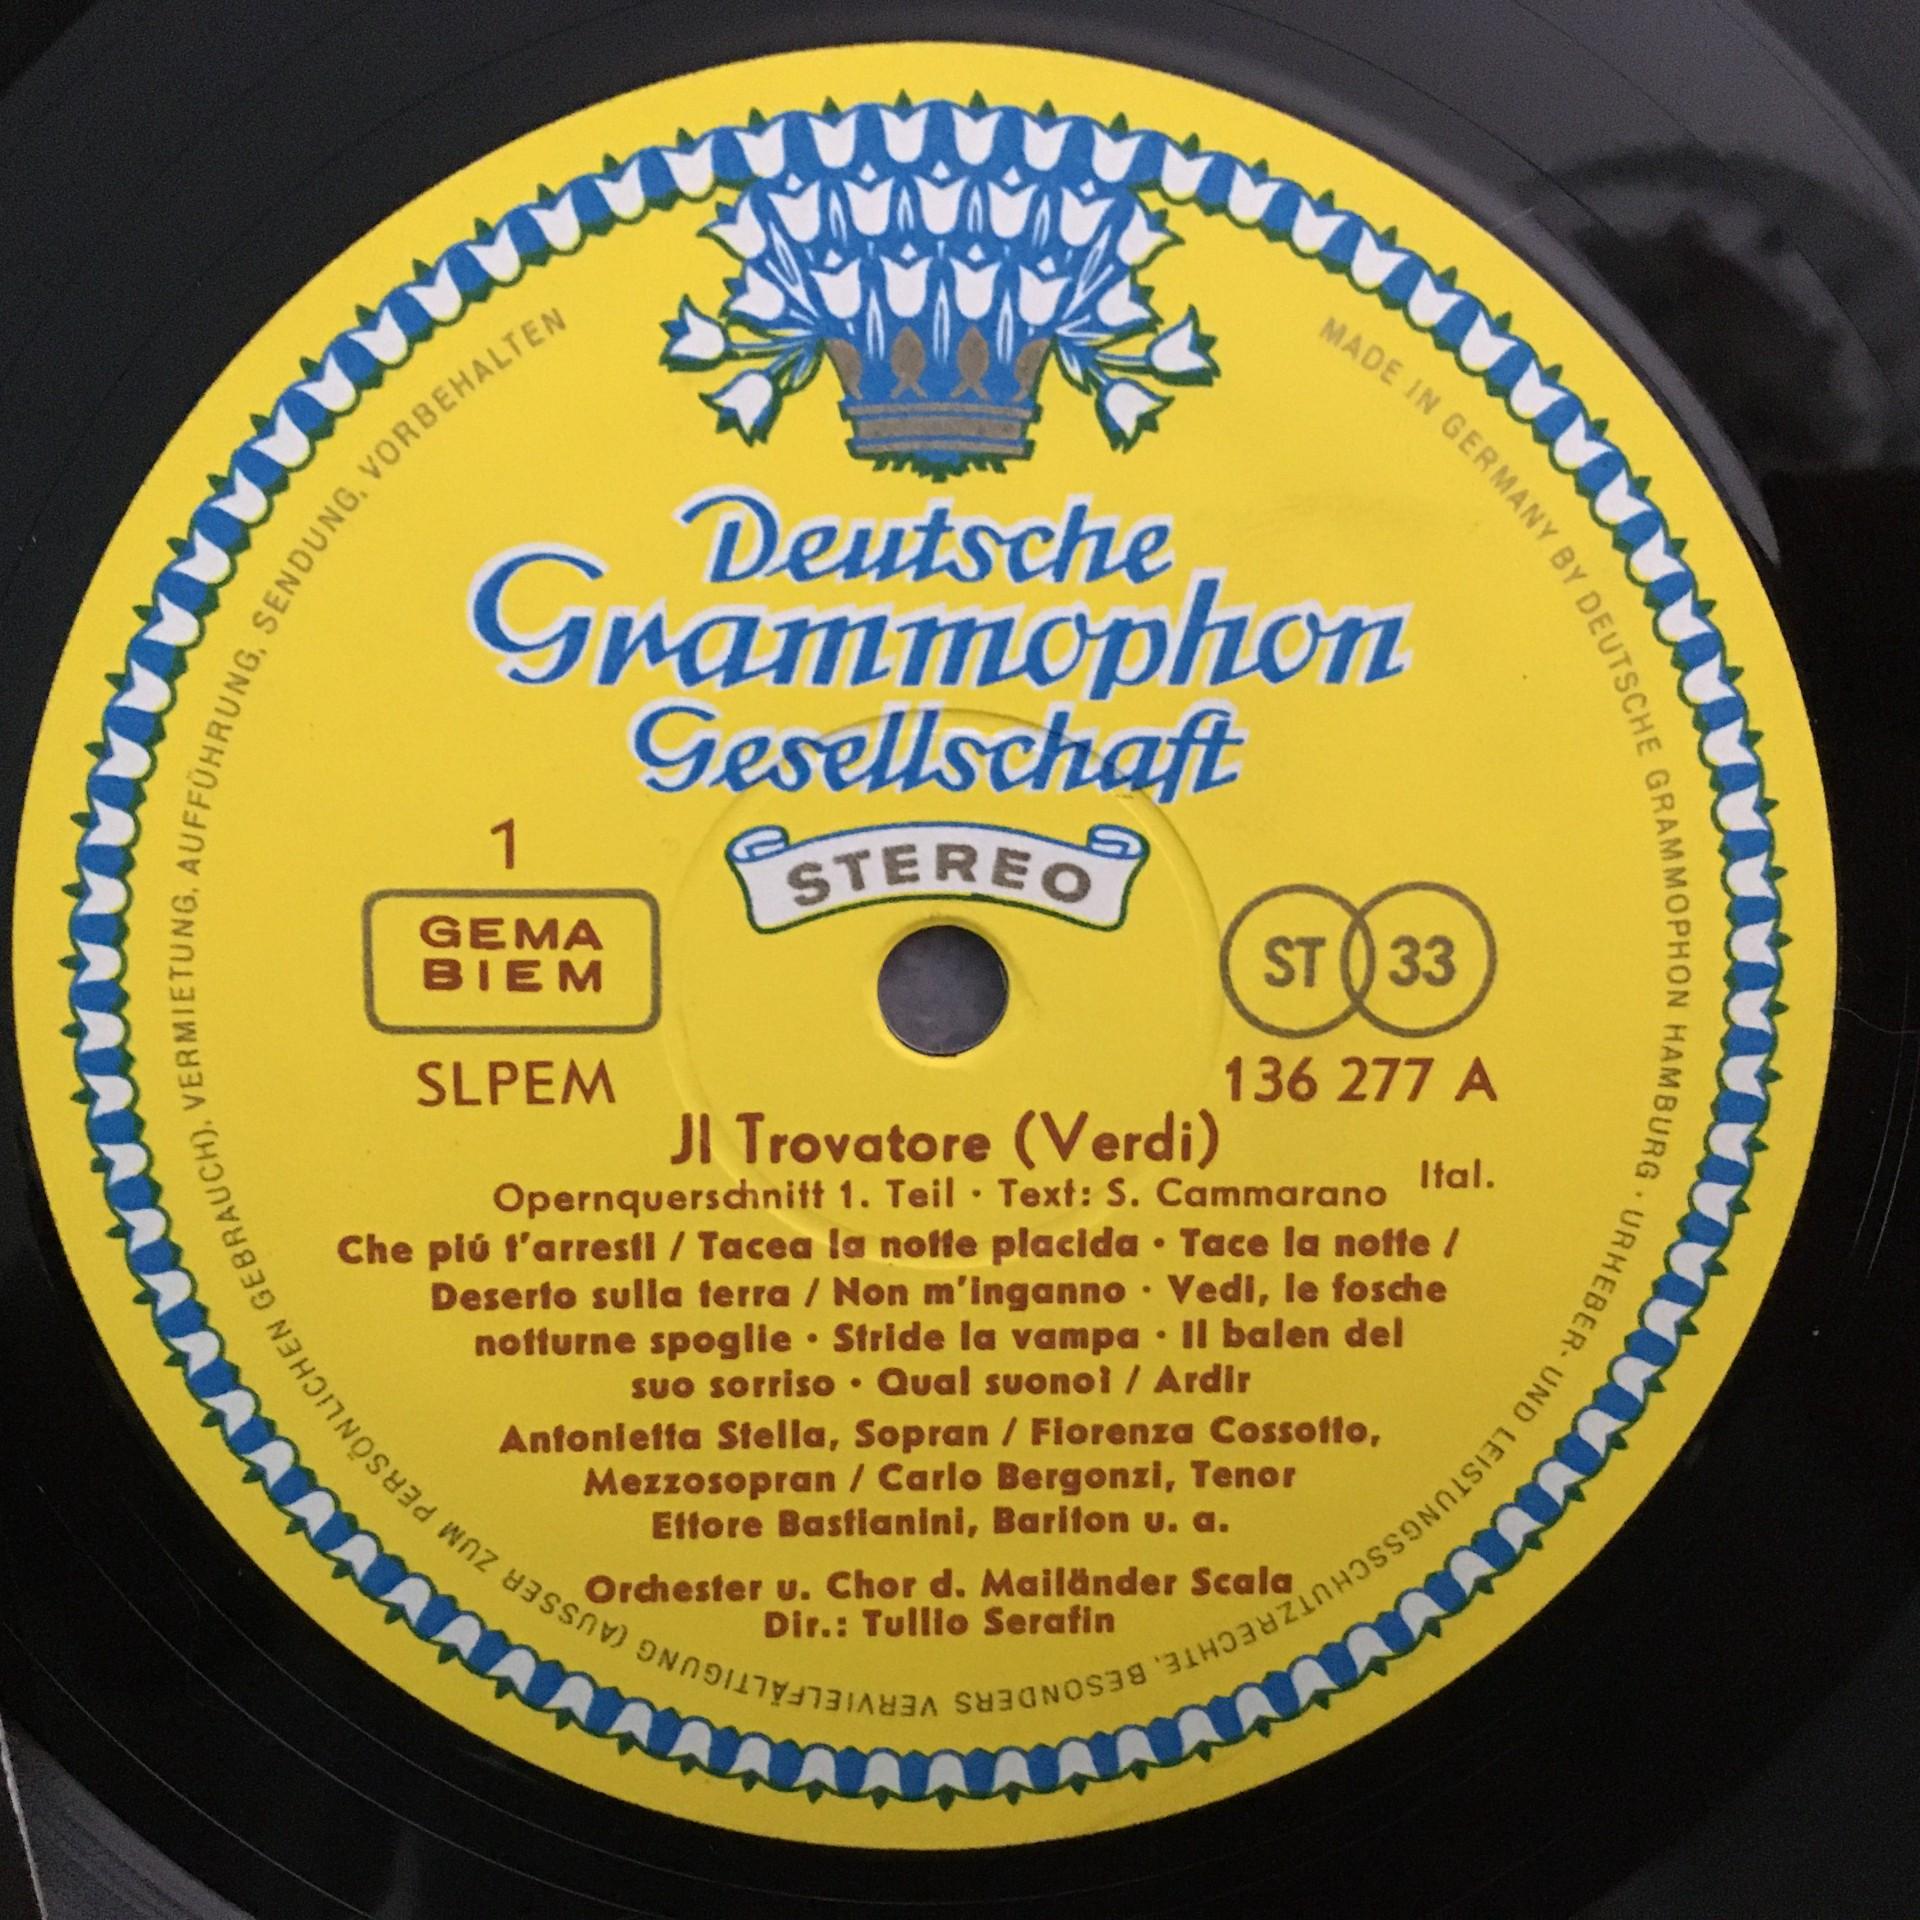 Deutsche
Grammophon
Gesellschaft
STEREO
1
GEMA
BIEM
ST 33
SLPEM
136 277 A
Jl Trovatore (Verdi)
Opernquerschnitt 1. Teil · Text: S. Cammarano
Ital.
Che piú t'arresti / Tacea la notte placida · Tace la notte /
Deserto sulla terra / Non m'inganno · Vedi, le fosche
notturne spoglie · Stride la vampa · Il balen del
suo sorriso · Qual suono! / Ardir
Antonietta Stella, Sopran / Fiorenza Cossotto,
Mezzosopran / Carlo Bergonzi, Tenor
Ettore Bastianini, Bariton u. a.
Orchester u. Chor d. Mailänder Scala
Dir.: Tullio Serafin
MADE IN GERMANY BY DEUTSCHE GRAMMOPHON HAMBURG · URHEBER- UND LEISTUNGSSCHUTZRECHTE, BESONDERS VERVIELFÄLTIGUNG (AUSSER ZUM PERSÖNLICHEN GEBRAUCH), VERMIETUNG, AUFFÜHRUNG, SENDUNG, VORBEHALTEN